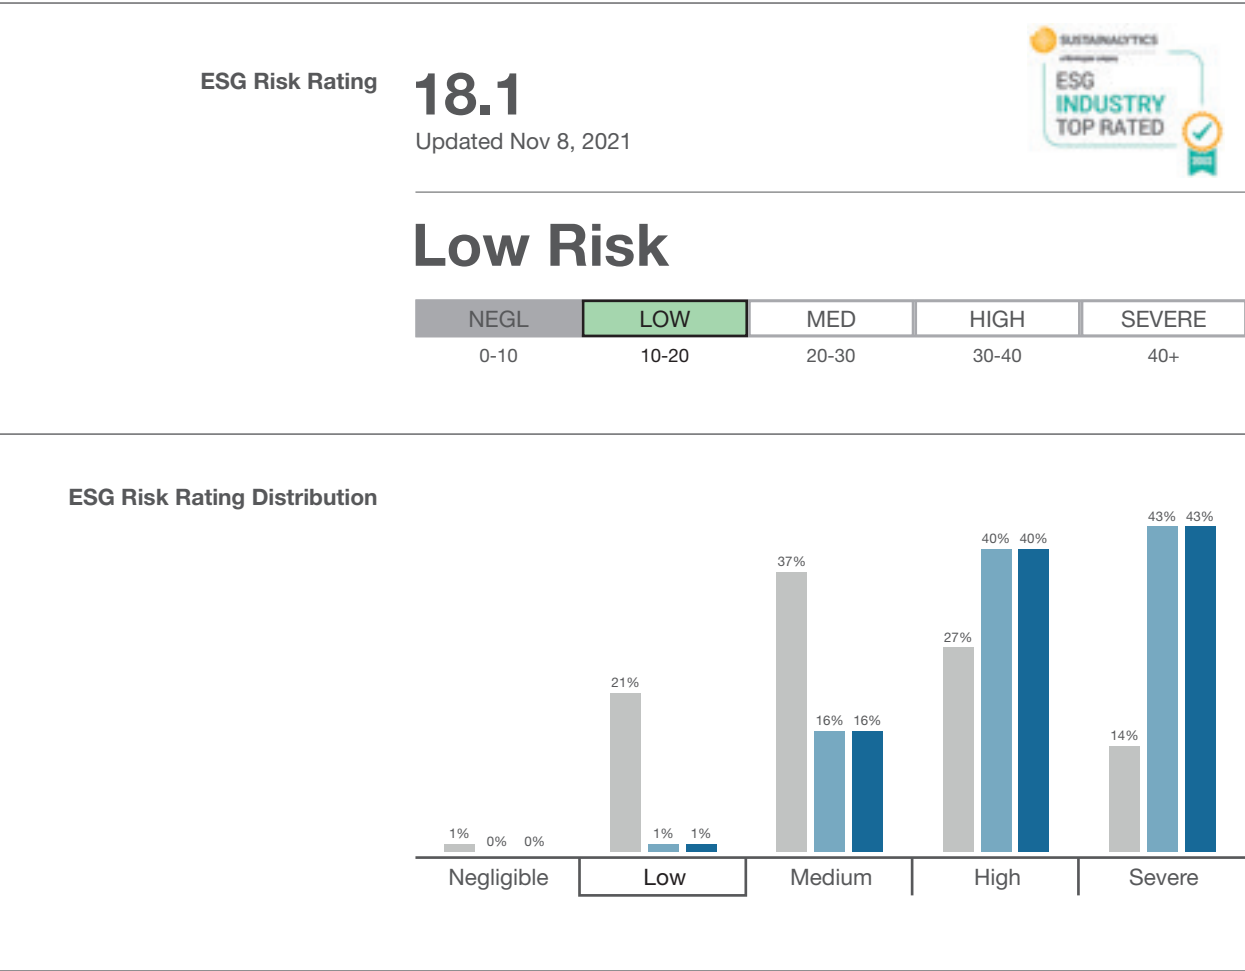 ESG Risk Rating
18.1
Updated Nov 8, 2021
SUSTAINALYTICS
ESG
INDUSTRY
TOP RATED
Low Risk
NEGL LOW MED HIGH SEVERE
0-10 10-20 20-30 30-40 40+
ESG Risk Rating Distribution
43% 43%
40% 40%
37%
27%
21%
16% 16%
14%
1% 0% 0%
1% 1%
Negligible Low Medium High Severe